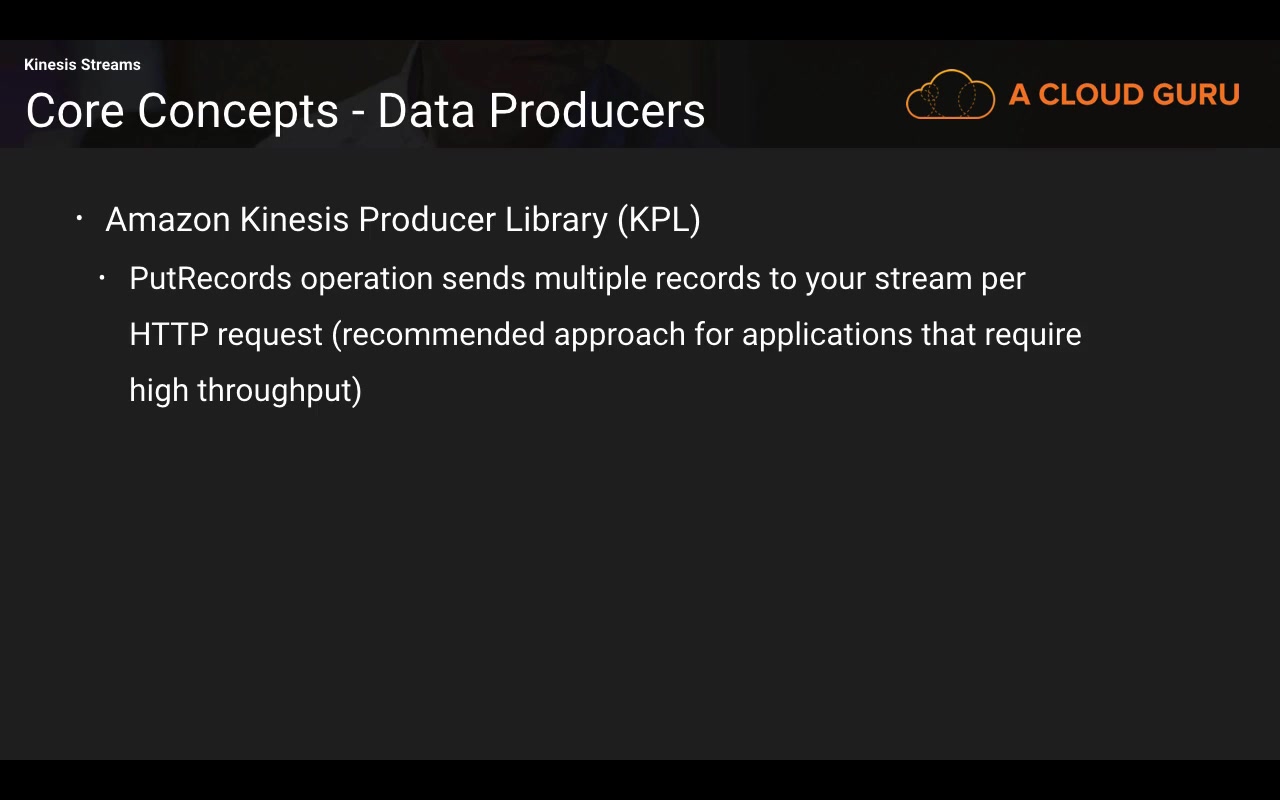 Kinesis Streams
Core Concepts - Data Producers
A CLOUD GURU
• Amazon Kinesis Producer Library (KPL)
• PutRecords operation sends multiple records to your stream per
HTTP request (recommended approach for applications that require
high throughput)